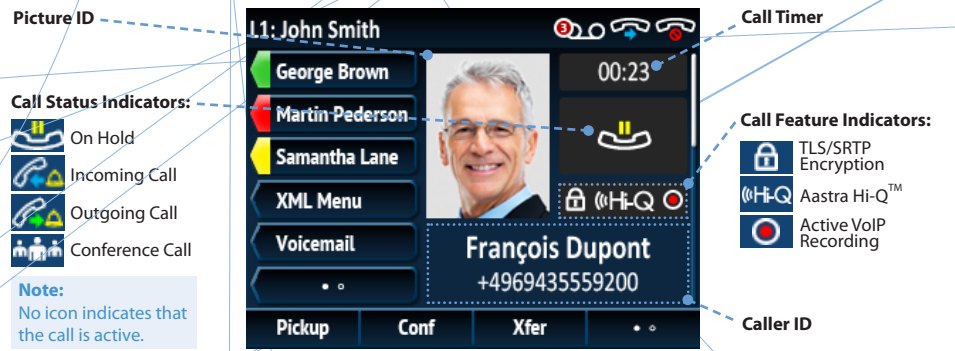 Picture ID
Call Status Indicators:
On Hold
Incoming Call
Outgoing Call
Conference Call
Note:
No icon indicates that
the call is active.
L1: John Smith
3
George Brown
Martin Pederson
Samantha Lane
XML Menu
Voicemail
00:23
Hi-Q
François Dupont
+4969435559200
Pickup Conf Xfer
Call Timer
Call Feature Indicators:
TLS/SRTP
Encryption
Hi-Q Aastra Hi-Q™
Active VoIP
Recording
Caller ID